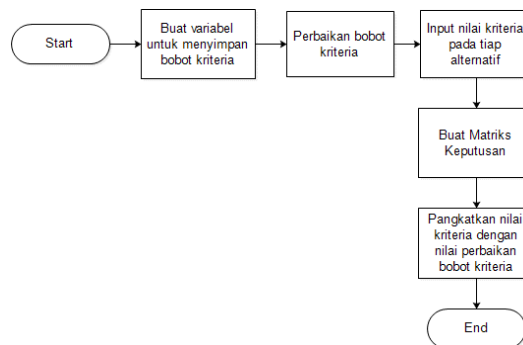 Start
Buat variabel
untuk menyimpan
bobot kriteria
Perbaikan bobot
kriteria
Input nilai kriteria
pada tiap
alternatif
Buat Matriks
Keputusan
Pangkatkan nilai
kriteria dengan
nilai perbaikan
bobot kriteria
End